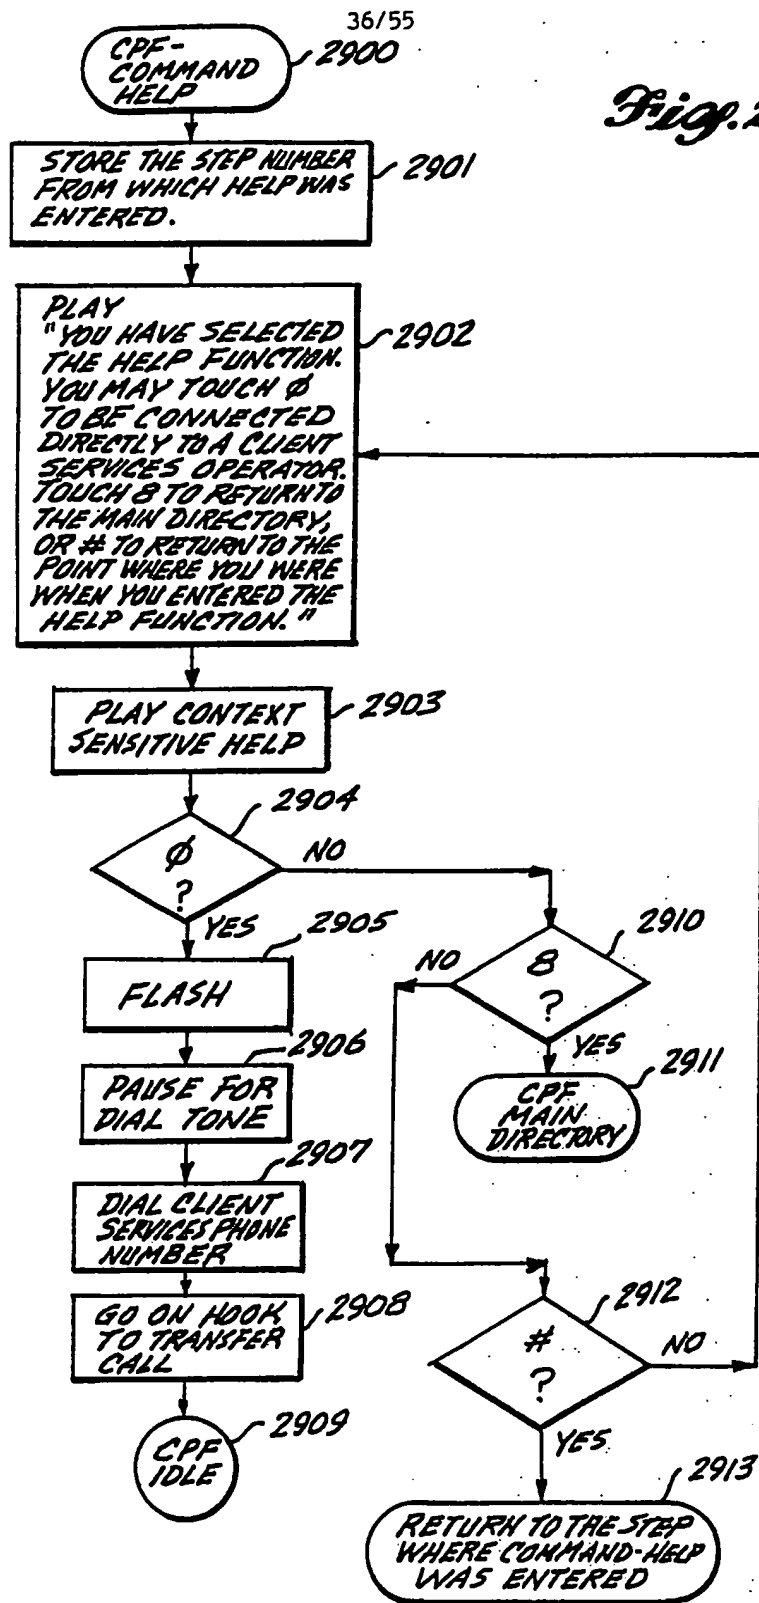 36/55
CPF-
COMMAND
HELP
2900
Fig. 2
STORE THE STEP NUMBER
FROM WHICH HELP WAS
ENTERED.
2901
PLAY
"YOU HAVE SELECTED
THE HELP FUNCTION.
YOU MAY TOUCH Ø
TO BE CONNECTED
DIRECTLY TO A CLIENT
SERVICES OPERATOR.
TOUCH 8 TO RETURN TO
THE MAIN DIRECTORY,
OR # TO RETURN TO THE
POINT WHERE YOU WERE
WHEN YOU ENTERED THE
HELP FUNCTION."
2902
PLAY CONTEXT
SENSITIVE HELP
2903
Ø
?
2904
NO
YES
FLASH
2905
PAUSE FOR
DIAL TONE
2906
DIAL CLIENT
SERVICES PHONE
NUMBER
2907
GO ON HOOK
TO TRANSFER
CALL
2908
CPF
IDLE
2909
8
?
2910
NO
YES
CPF
MAIN
DIRECTORY
2911
#
?
2912
NO
YES
RETURN TO THE STEP
WHERE COMMAND-HELP
WAS ENTERED
2913